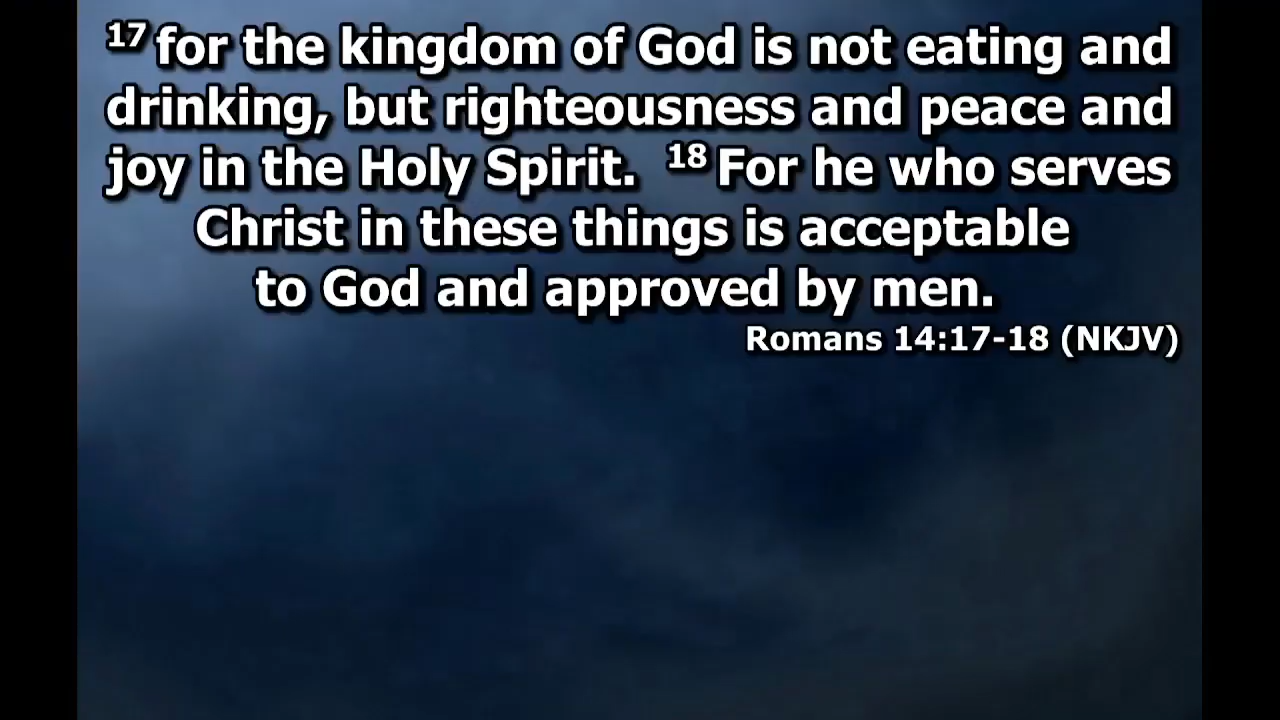 17 for the kingdom of God is not eating and
drinking, but righteousness and peace and
joy in the Holy Spirit. 18 For he who serves
Christ in these things is acceptable
to God and approved by men.
Romans 14:17-18 (NKJV)